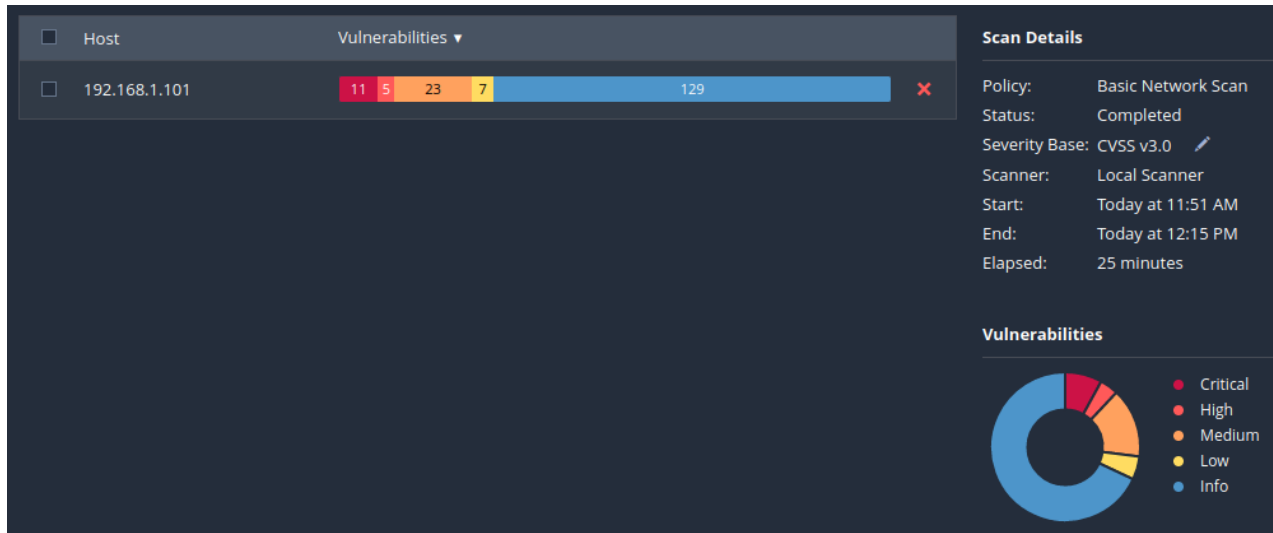 Host Vulnerabilities ▾
192.168.1.101 11 5 23 7 129
Scan Details
Policy: Basic Network Scan
Status: Completed
Severity Base: CVSS v3.0
Scanner: Local Scanner
Start: Today at 11:51 AM
End: Today at 12:15 PM
Elapsed: 25 minutes
Vulnerabilities
Critical
High
Medium
Low
Info